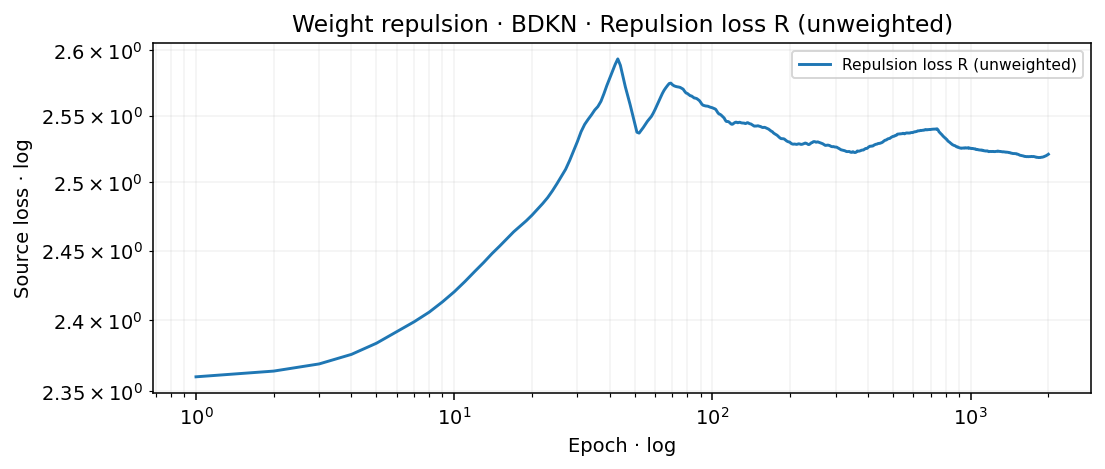 Weight repulsion · BDKN · Repulsion loss R (unweighted)
Repulsion loss R (unweighted)
Source loss · log
2.6 × 10⁰
2.55 × 10⁰
2.5 × 10⁰
2.45 × 10⁰
2.4 × 10⁰
2.35 × 10⁰
10⁰ 10¹ 10² 10³
Epoch · log